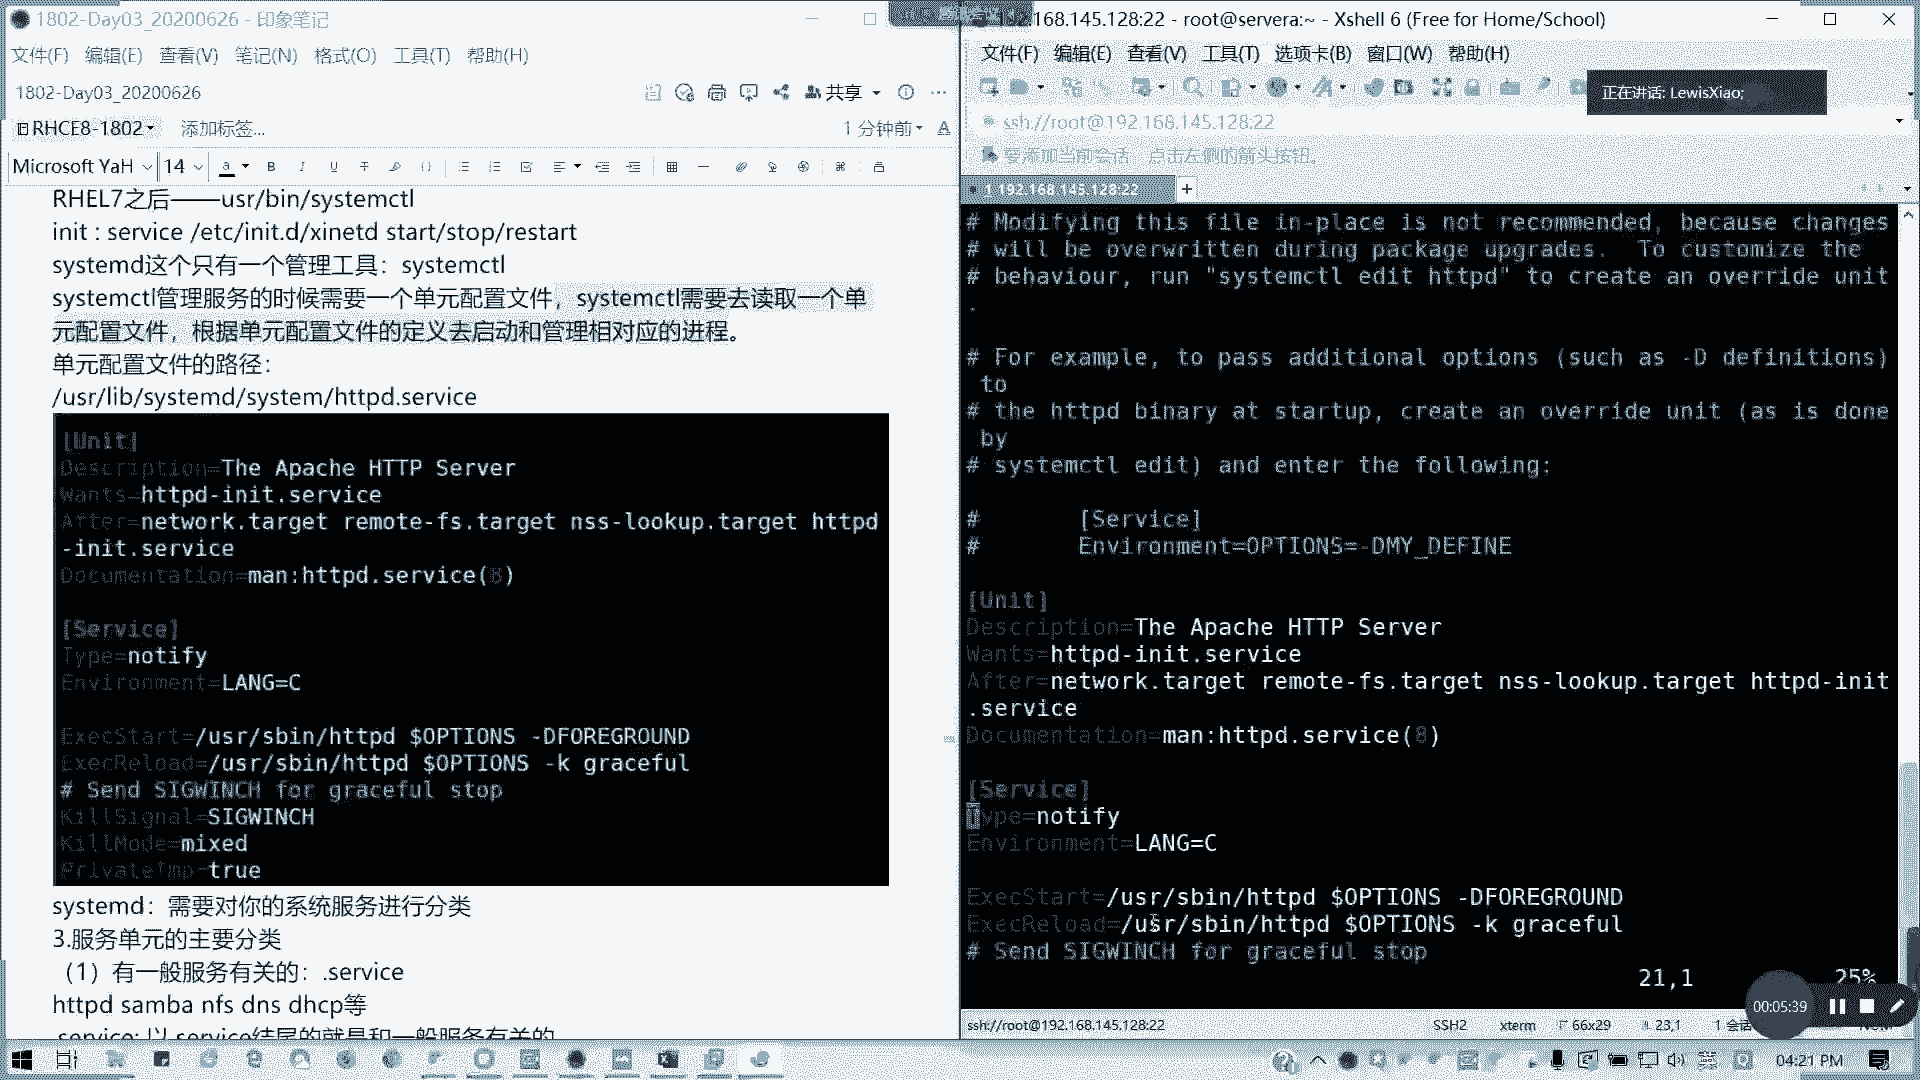 1802-Day03_20200626 - 印象笔记
文件(F) 编辑(E) 查看(V) 笔记(N) 格式(O) 工具(T) 帮助(H)
1802-Day03_20200626
共享
RHCE8-1802
添加标签...
1 分钟前
Microsoft YaH 14
RHEL7之后——usr/bin/systemctl
init : service /etc/init.d/xinetd start/stop/restart
systemd这个只有一个管理工具：systemctl
systemctl管理服务的时候需要一个单元配置文件，systemctl需要去读取一个单
元配置文件，根据单元配置文件的定义去启动和管理相对应的进程。
单元配置文件的路径：
/usr/lib/systemd/system/httpd.service
[Unit]
Description=The Apache HTTP Server
Wants=httpd-init.service
After=network.target remote-fs.target nss-lookup.target httpd
-init.service
Documentation=man:httpd.service(8)
[Service]
Type=notify
Environment=LANG=C
ExecStart=/usr/sbin/httpd $OPTIONS -DFOREGROUND
ExecReload=/usr/sbin/httpd $OPTIONS -k graceful
# Send SIGWINCH for graceful stop
KillSignal=SIGWINCH
KillMode=mixed
PrivateTmp=true
systemd：需要对你的系统服务进行分类
3.服务单元的主要分类
（1）有一般服务有关的：.service
httpd samba nfs dns dhcp等
.service: 以.service结尾的就是和一般服务有关的
168.145.128:22 - root@servera:~ - Xshell 6 (Free for Home/School)
文件(F) 编辑(E) 查看(V) 工具(T) 选项卡(B) 窗口(W) 帮助(H)
正在讲话: LewisXiao;
ssh://root@192.168.145.128:22
要添加当前会话，点击左侧的箭头按钮。
1 192.168.145.128:22
# Modifying this file in-place is not recommended, because changes
# will be overwritten during package upgrades.  To customize the
# behaviour, run "systemctl edit httpd" to create an override unit
.
# For example, to pass additional options (such as -D definitions)
to
# the httpd binary at startup, create an override unit (as is done
by
# systemctl edit) and enter the following:
# [Service]
# Environment=OPTIONS=-DMY_DEFINE
[Unit]
Description=The Apache HTTP Server
Wants=httpd-init.service
After=network.target remote-fs.target nss-lookup.target httpd-init
.service
Documentation=man:httpd.service(8)
[Service]
Type=notify
Environment=LANG=C
ExecStart=/usr/sbin/httpd $OPTIONS -DFOREGROUND
ExecReload=/usr/sbin/httpd $OPTIONS -k graceful
# Send SIGWINCH for graceful stop
21,1 25%
00:05:39
ssh://root@192.168.145.128:22 SSH2 xterm 66x29 23,1 1 会话
04:21 PM